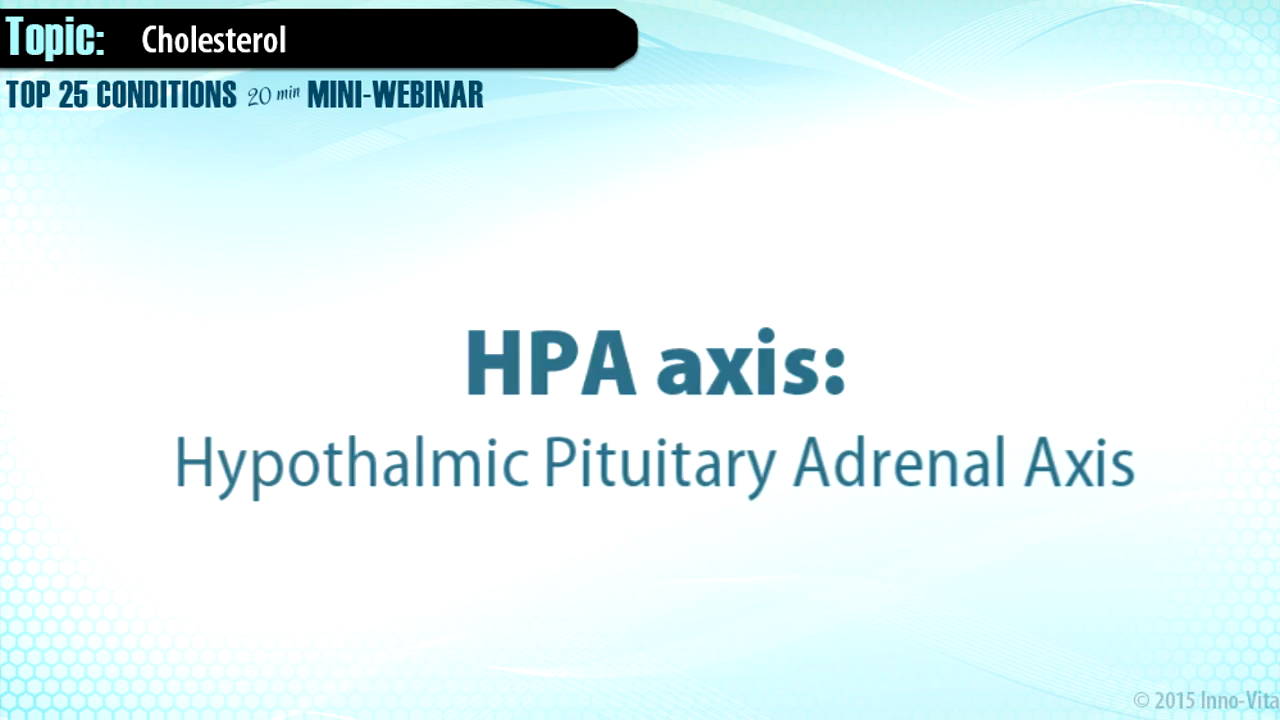 Topic: Cholesterol
TOP 25 CONDITIONS 20 min MINI-WEBINAR
HPA axis:
Hypothalmic Pituitary Adrenal Axis
© 2015 Inno-Vita